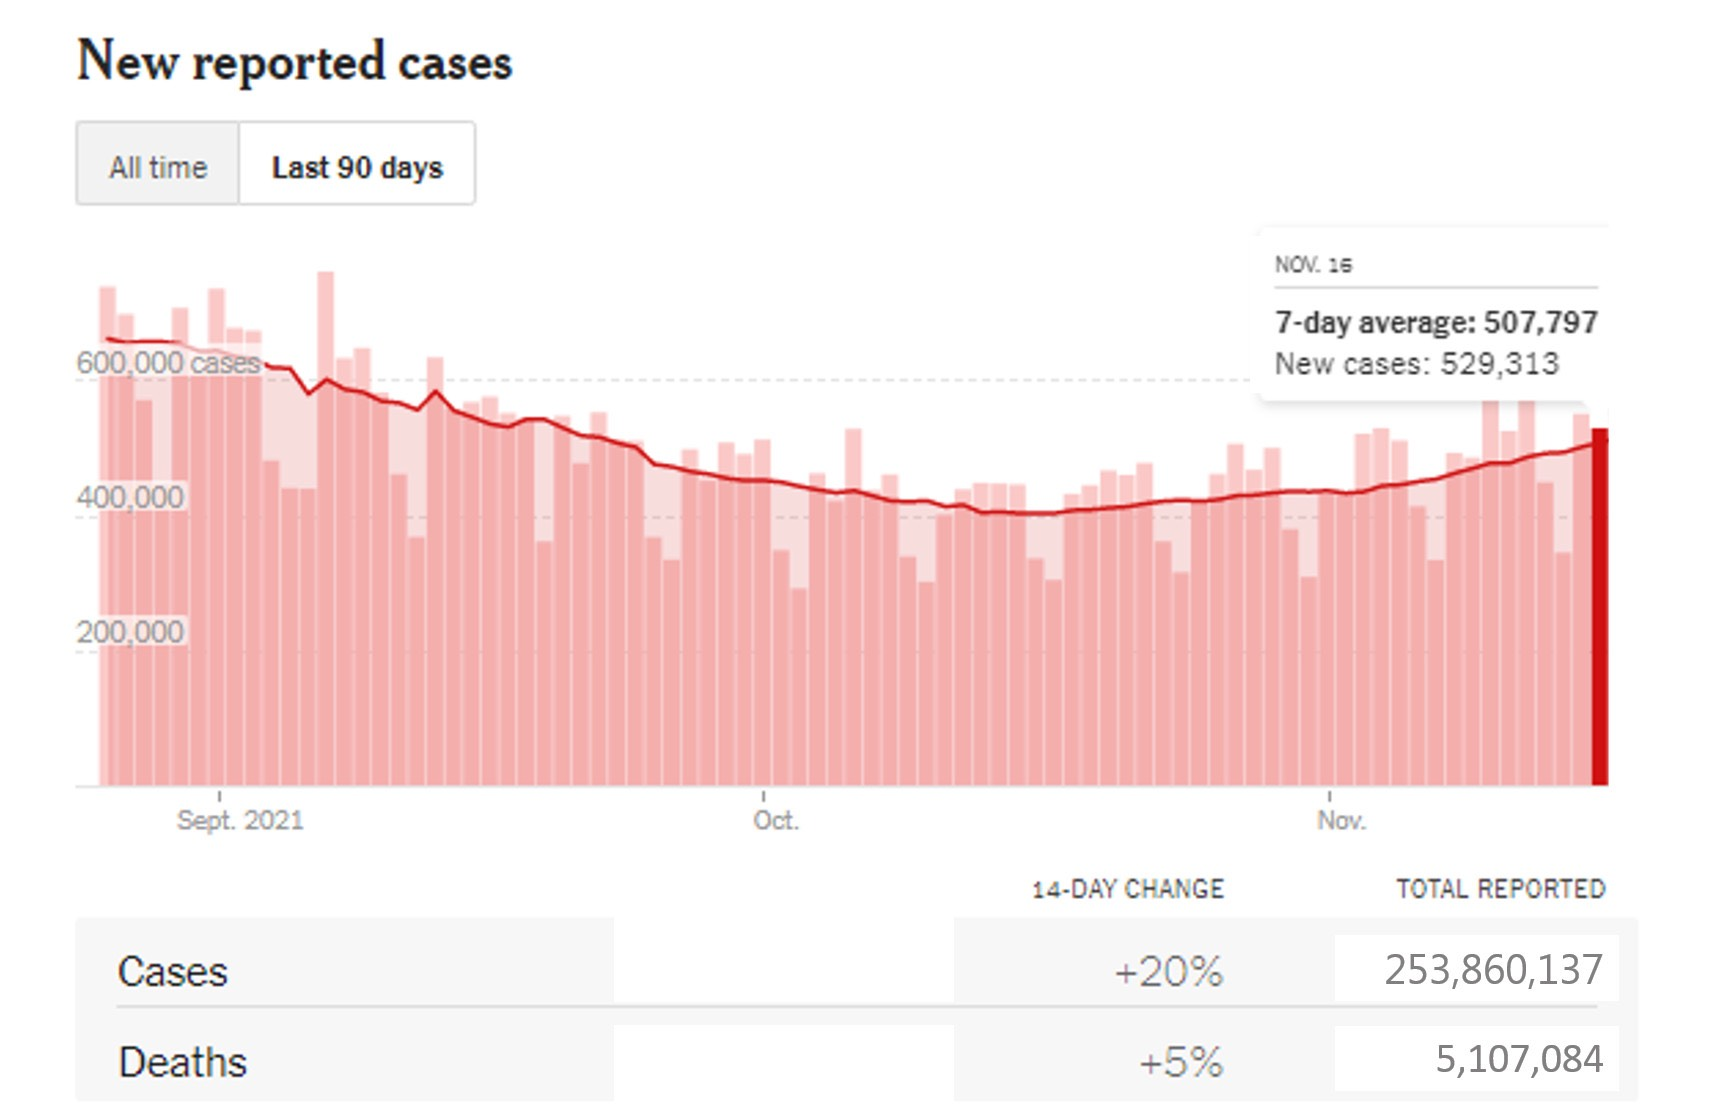 New reported cases
All time
Last 90 days
NOV. 16
7-day average: 507,797
New cases: 529,313
600,000 cases
400,000
200,000
Sept. 2021
Oct.
Nov.
14-DAY CHANGE
TOTAL REPORTED
Cases
+20%
253,860,137
Deaths
+5%
5,107,084